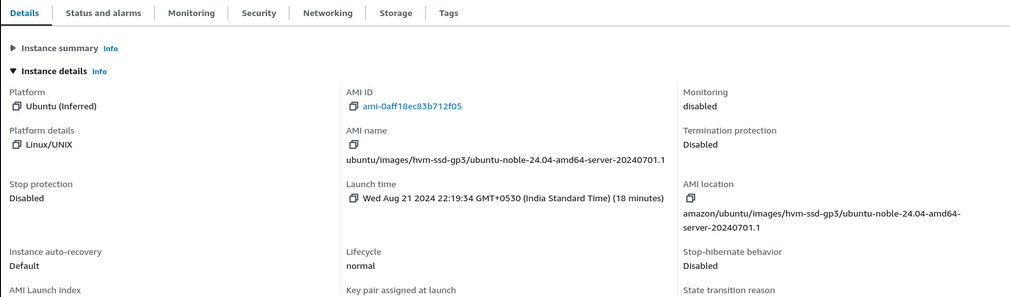 Details Status and alarms Monitoring Security Networking Storage Tags
Instance summary Info
Instance details Info
Platform
Ubuntu (Inferred)
AMI ID
ami-0aff18ec83b712f05
Monitoring
disabled
Platform details
Linux/UNIX
AMI name
ubuntu/images/hvm-ssd-gp3/ubuntu-noble-24.04-amd64-server-20240701.1
Termination protection
Disabled
Stop protection
Disabled
Launch time
Wed Aug 21 2024 22:19:34 GMT+0530 (India Standard Time) (18 minutes)
AMI location
amazon/ubuntu/images/hvm-ssd-gp3/ubuntu-noble-24.04-amd64-
server-20240701.1
Instance auto-recovery
Default
Lifecycle
normal
Stop-hibernate behavior
Disabled
AMI Launch index
Key pair assigned at launch
State transition reason